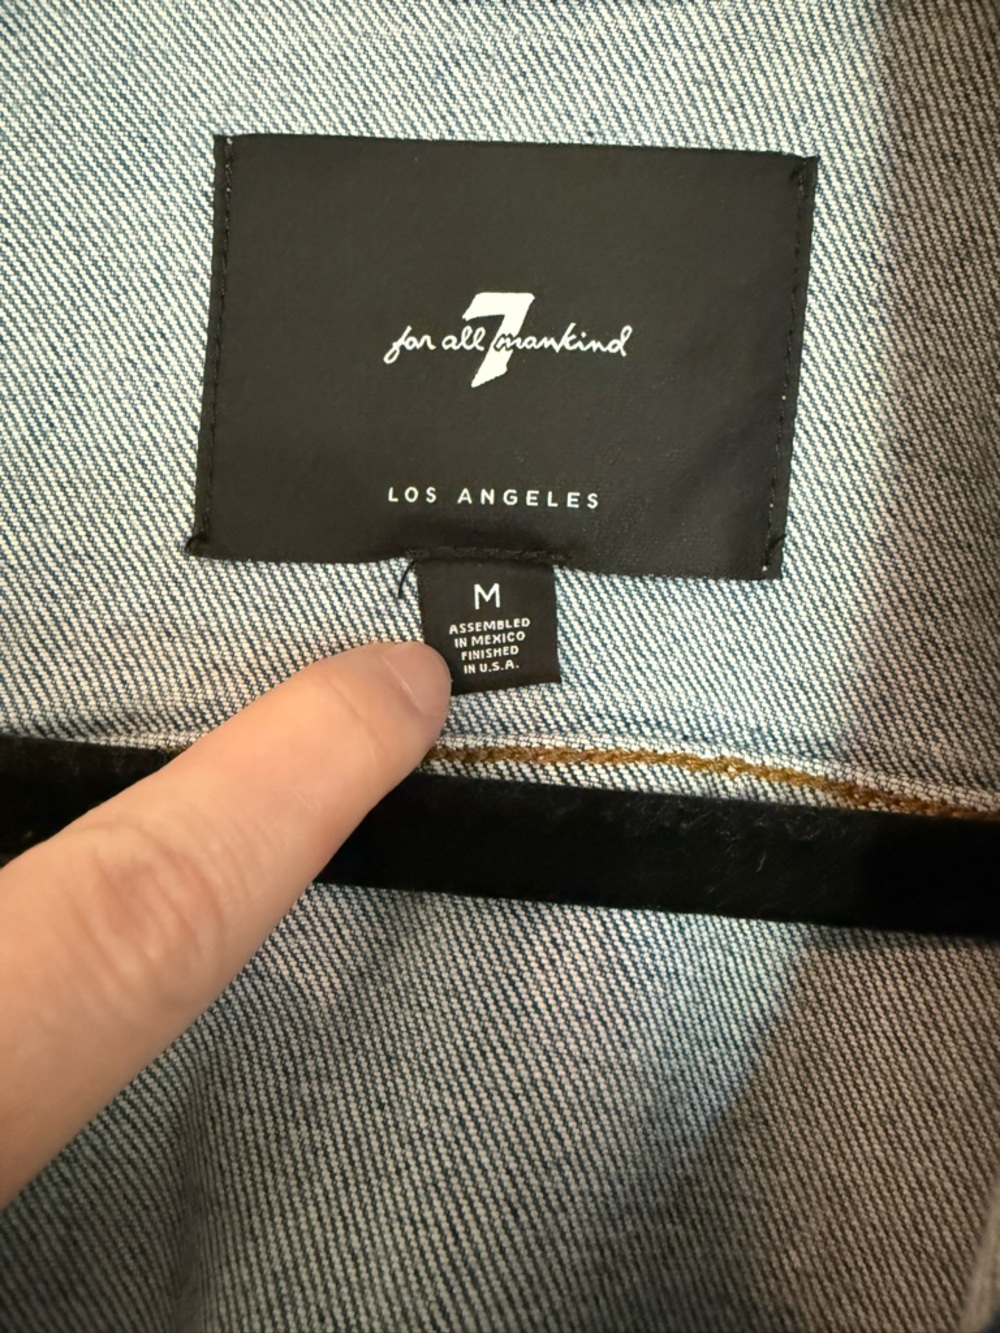 for all 7 mankind
LOS ANGELES
M
ASSEMBLED
IN MEXICO
FINISHED
IN U.S.A.